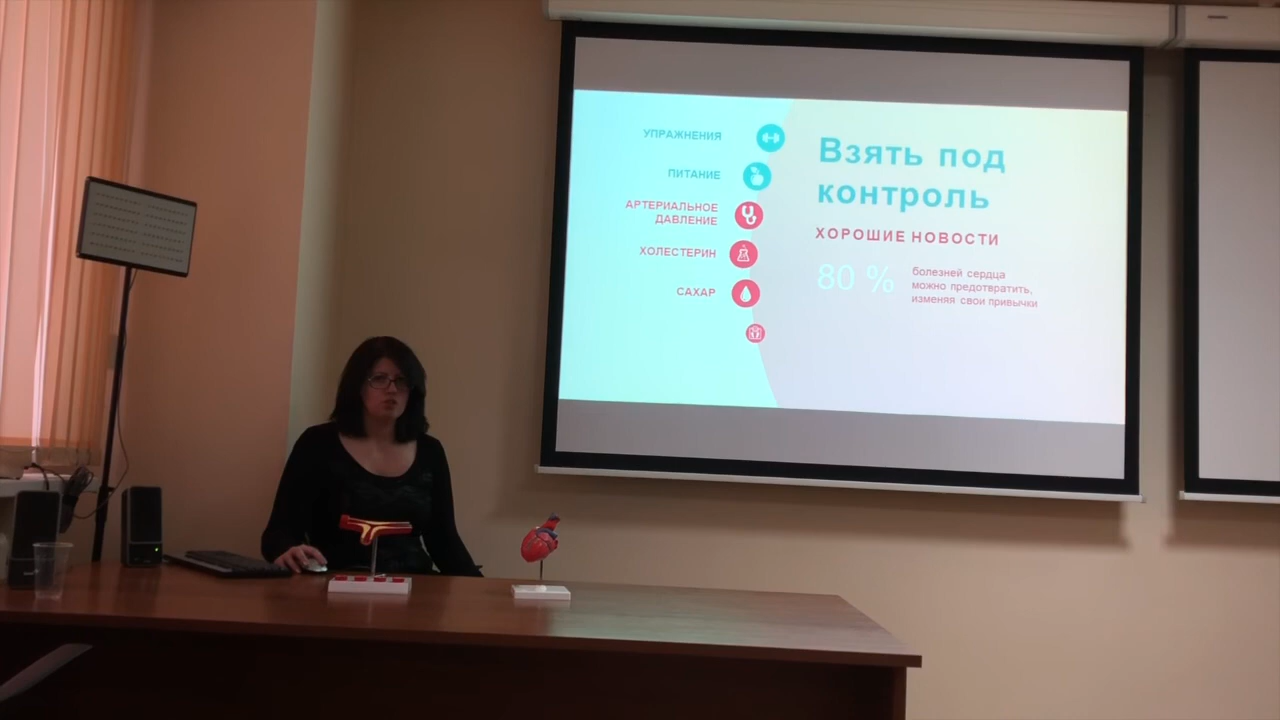 УПРАЖНЕНИЯ
ПИТАНИЕ
АРТЕРИАЛЬНОЕ
ДАВЛЕНИЕ
ХОЛЕСТЕРИН
САХАР
Взять под
контроль
ХОРОШИЕ НОВОСТИ
80 %
болезней сердца
можно предотвратить,
изменяя свои привычки